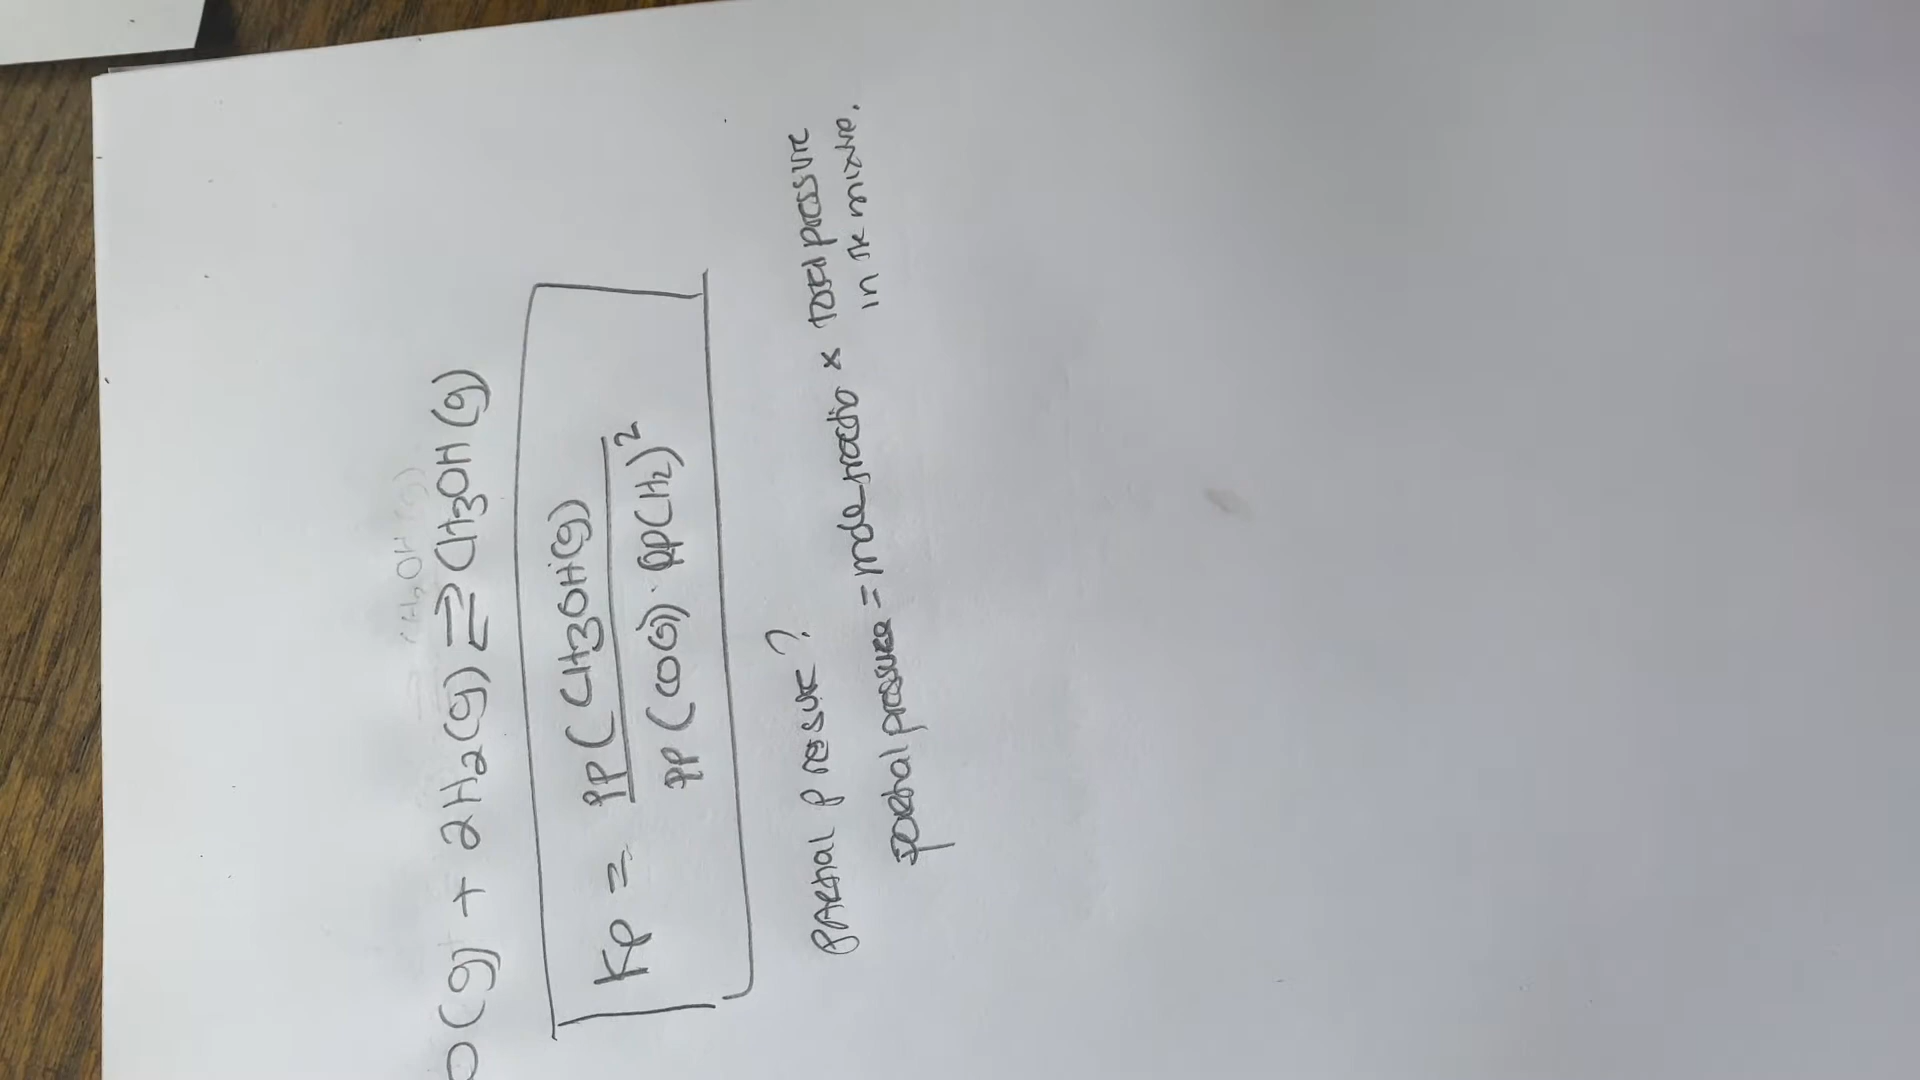 O(g) + 2H₂(g) ⇌ CH₃OH(g)
Kp = PP(CH₃OH(g)) / PP(CO(g)) · PP(H₂)²
Partial pressure?
partial pressure = mole fraction × total pressure
in the mixture.